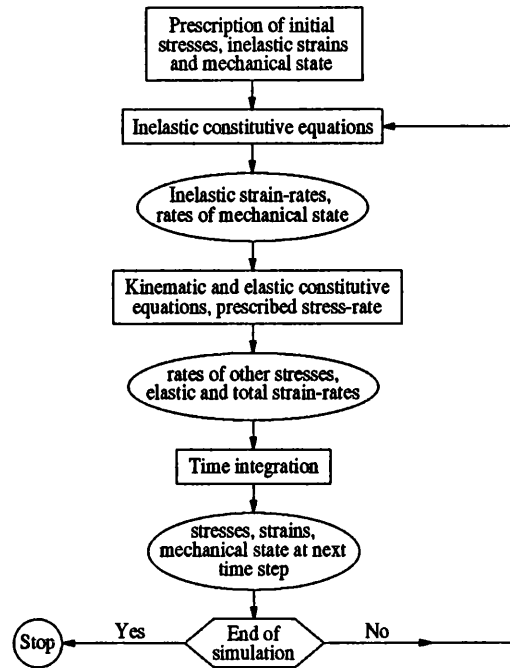 Prescription of initial
stresses, inelastic strains
and mechanical state
Inelastic constitutive equations
Inelastic strain-rates,
rates of mechanical state
Kinematic and elastic constitutive
equations, prescribed stress-rate
rates of other stresses,
elastic and total strain-rates
Time integration
stresses, strains,
mechanical state at next
time step
Stop
Yes
End of
simulation
No